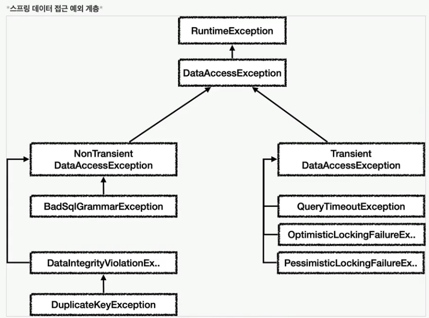 *스프링 데이터 접근 예외 계층*
RuntimeException
DataAccessException
NonTransient
DataAccessException
Transient
DataAccessException
BadSqlGrammarException
QueryTimeoutException
OptimisticLockingFailureEx..
DataIntegrityViolationEx..
PessimisticLockingFailureEx..
DuplicateKeyException